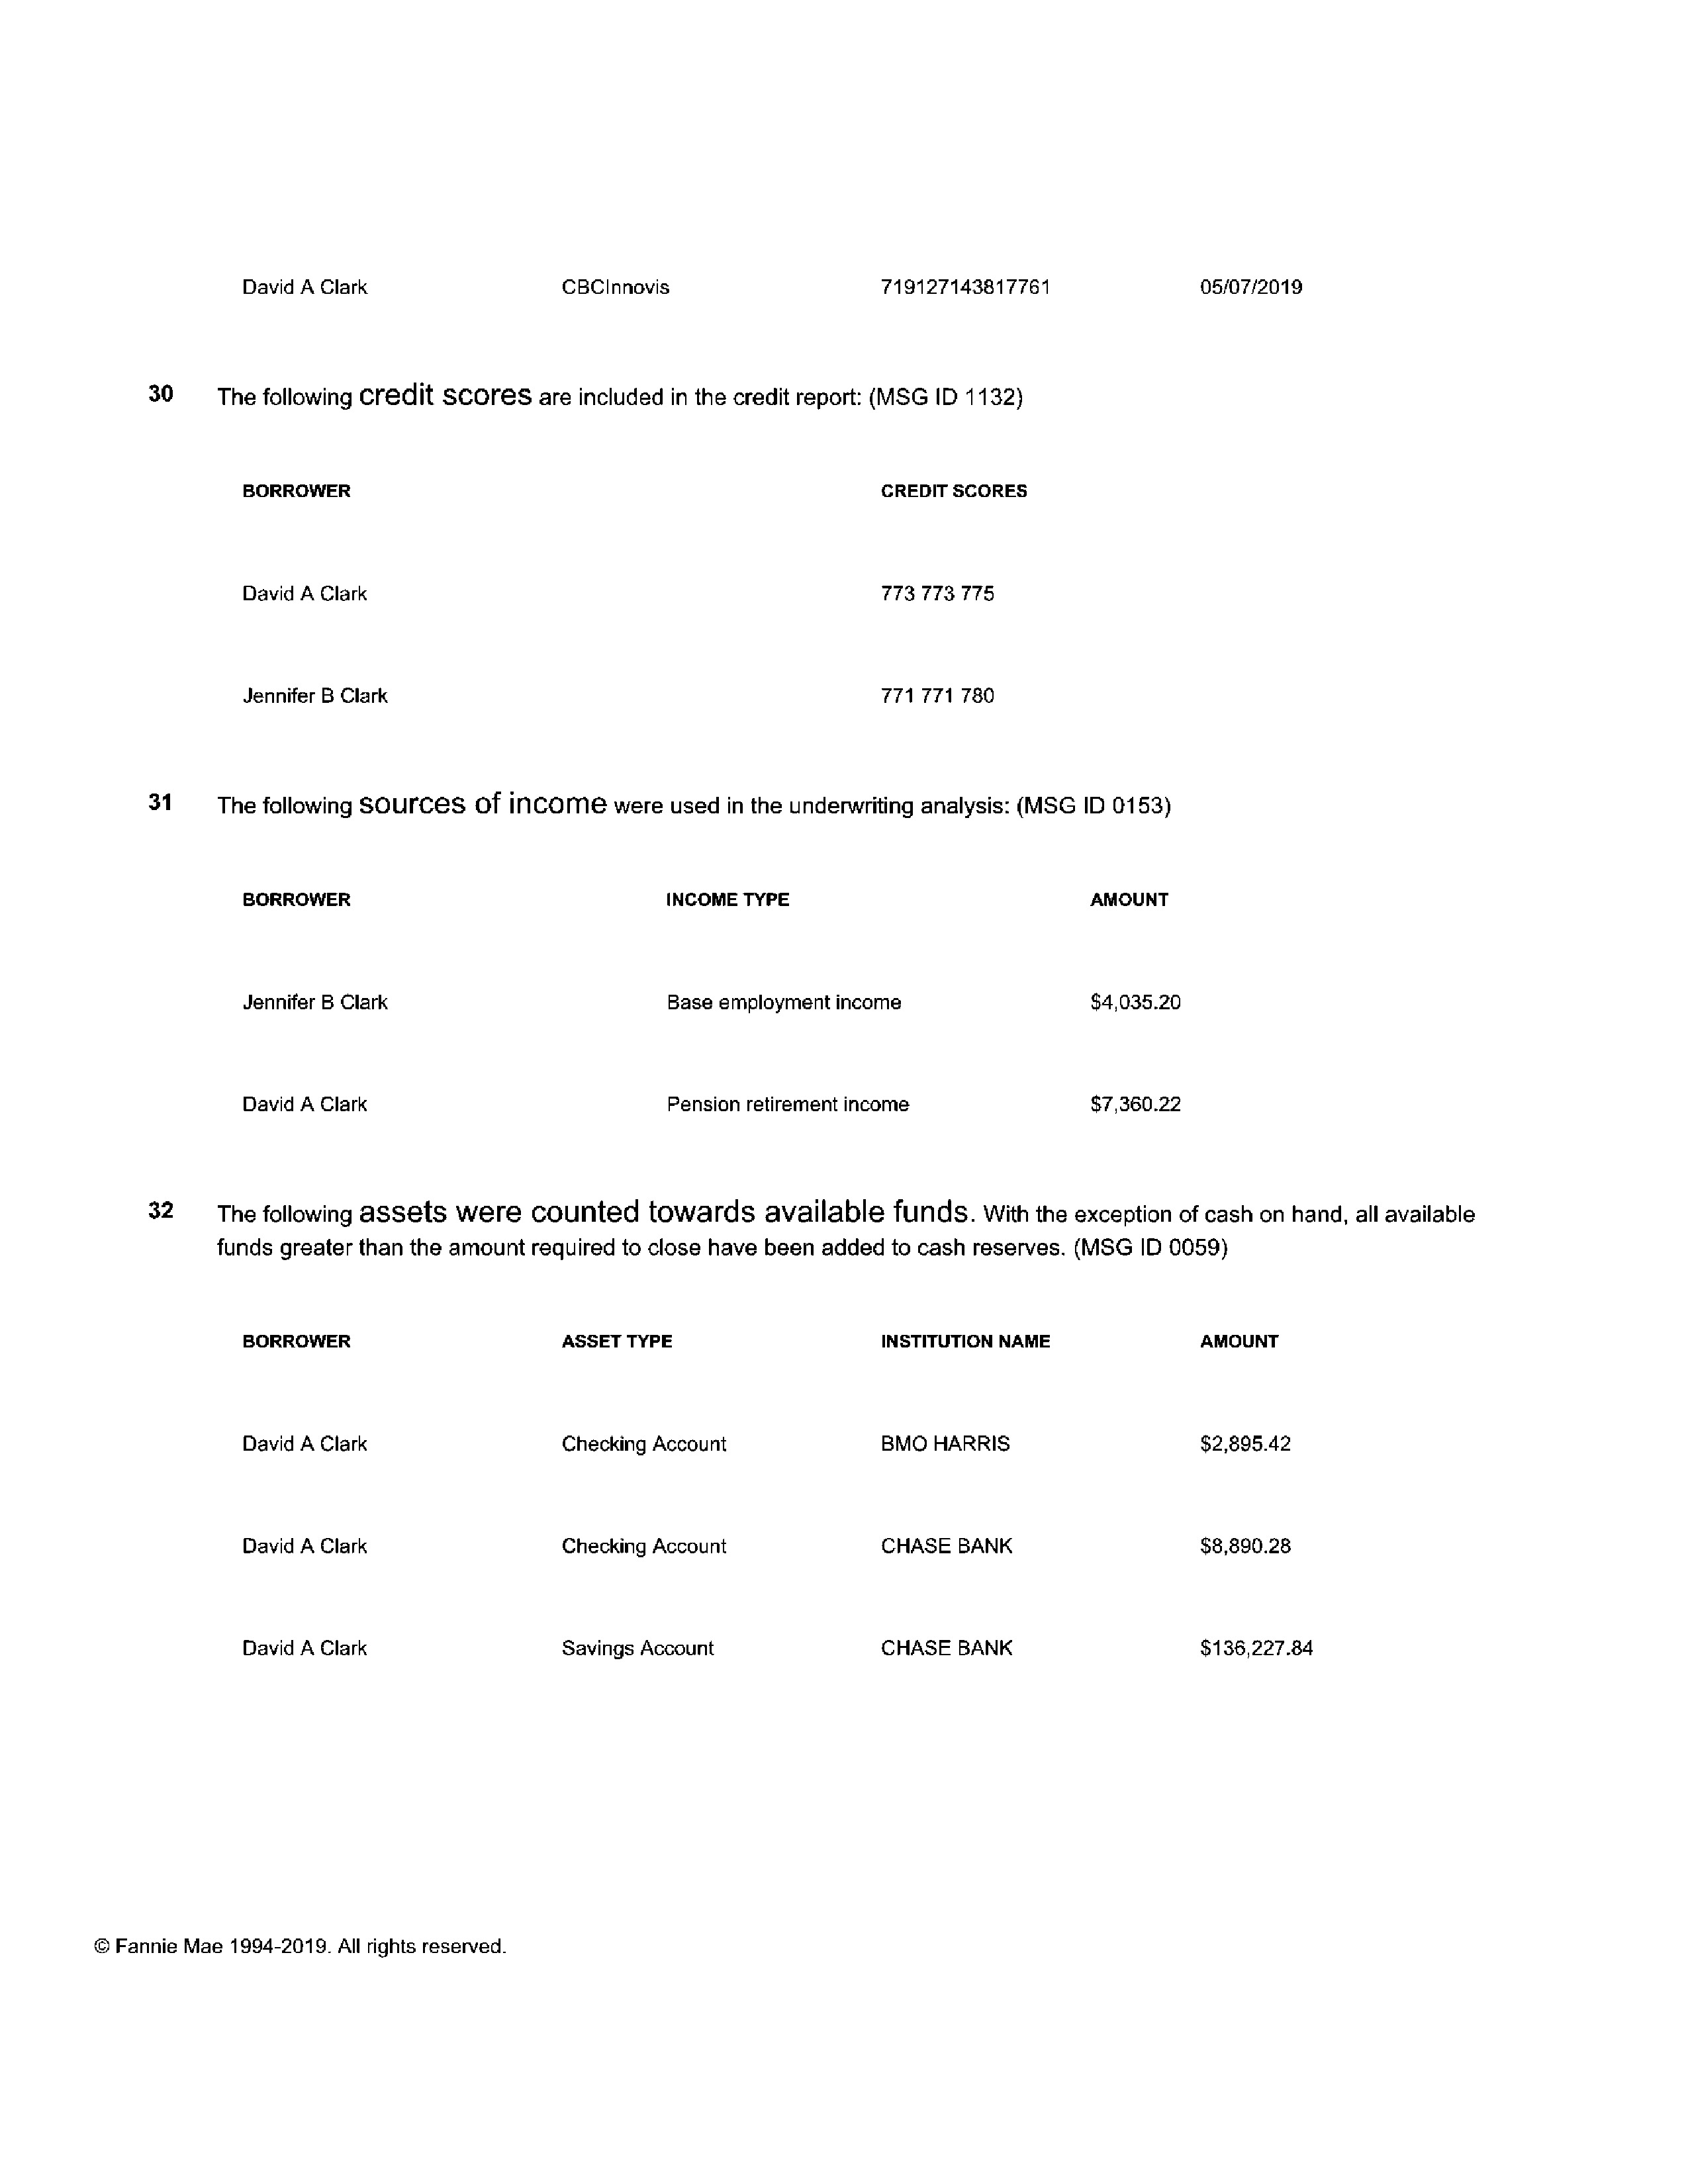 David A Clark CBCInnovis 719127143817761 05/07/2019
30 The following credit scores are included in the credit report: (MSG ID 1132)
BORROWER CREDIT SCORES
David A Clark 773 773 775
Jennifer B Clark 771 771 780
31 The following sources of income were used in the underwriting analysis: (MSG ID 0153)
BORROWER INCOME TYPE AMOUNT
Jennifer B Clark Base employment income $4,035.20
David A Clark Pension retirement income $7,360.22
32 The following assets were counted towards available funds. With the exception of cash on hand, all available
funds greater than the amount required to close have been added to cash reserves. (MSG ID 0059)
BORROWER ASSET TYPE INSTITUTION NAME AMOUNT
David A Clark Checking Account BMO HARRIS $2,895.42
David A Clark Checking Account CHASE BANK $8,890.28
David A Clark Savings Account CHASE BANK $136,227.84
© Fannie Mae 1994-2019. All rights reserved.